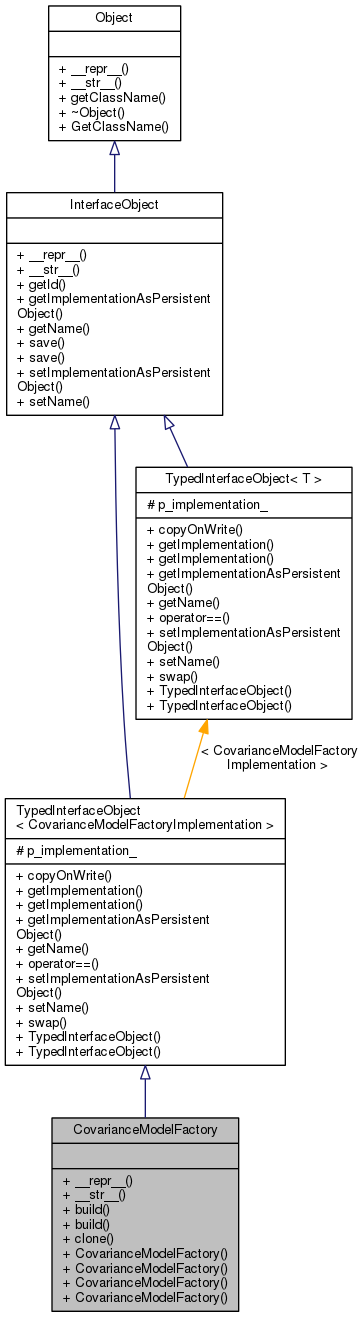 Object
+ __repr__()
+ __str__()
+ getClassName()
+ ~Object()
+ GetClassName()
InterfaceObject
+ __repr__()
+ __str__()
+ getId()
+ getImplementationAsPersistent
Object()
+ getName()
+ save()
+ save()
+ setImplementationAsPersistent
Object()
+ setName()
TypedInterfaceObject< T >
# p_implementation_
+ copyOnWrite()
+ getImplementation()
+ getImplementation()
+ getImplementationAsPersistent
Object()
+ getName()
+ operator==()
+ setImplementationAsPersistent
Object()
+ setName()
+ swap()
+ TypedInterfaceObject()
+ TypedInterfaceObject()
< CovarianceModelFactory
Implementation >
TypedInterfaceObject
< CovarianceModelFactoryImplementation >
# p_implementation_
+ copyOnWrite()
+ getImplementation()
+ getImplementation()
+ getImplementationAsPersistent
Object()
+ getName()
+ operator==()
+ setImplementationAsPersistent
Object()
+ setName()
+ swap()
+ TypedInterfaceObject()
+ TypedInterfaceObject()
CovarianceModelFactory
+ __repr__()
+ __str__()
+ build()
+ build()
+ clone()
+ CovarianceModelFactory()
+ CovarianceModelFactory()
+ CovarianceModelFactory()
+ CovarianceModelFactory()